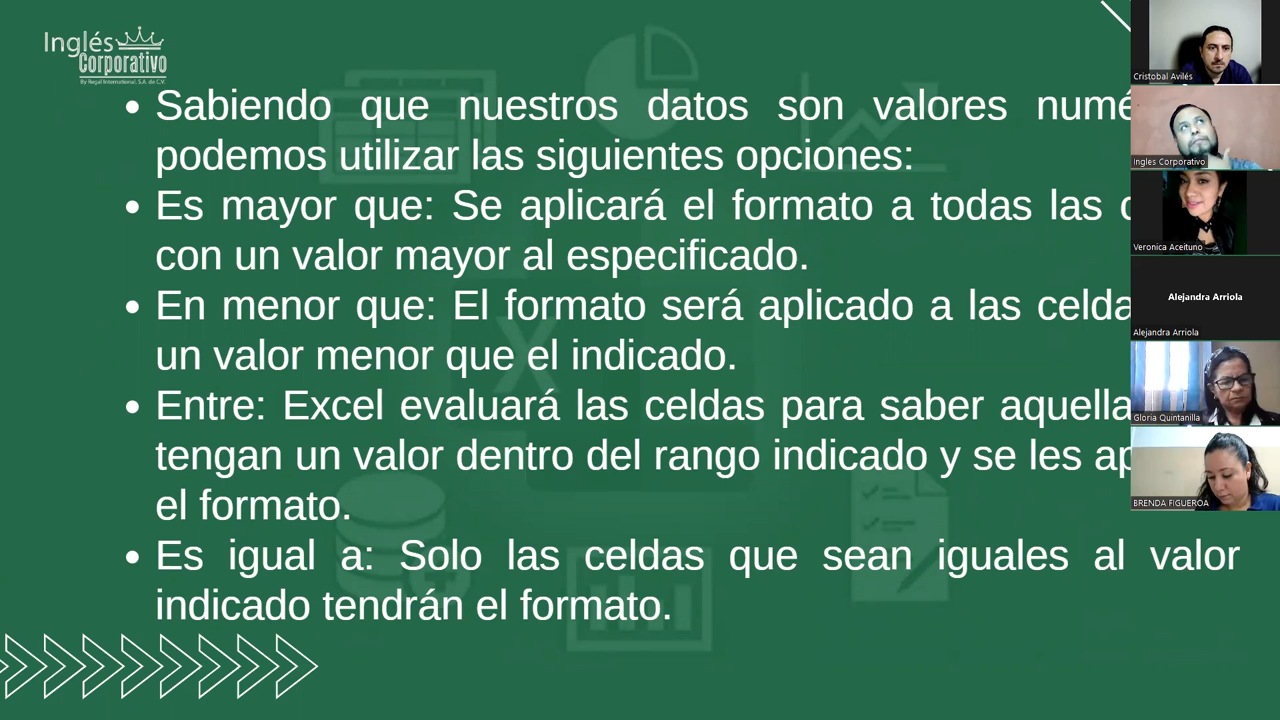 Inglés
Corporativo
By Regal International, S.A. de C.V.
• Sabiendo que nuestros datos son valores
podemos utilizar las siguientes opciones:
• Es mayor que: Se aplicará el formato a todas las
con un valor mayor al especificado.
• En menor que: El formato será aplicado a las
un valor menor que el indicado.
• Entre: Excel evaluará las celdas para saber
tengan un valor dentro del rango indicado y se les
el formato.
• Es igual a: Solo las celdas que sean iguales al valor
indicado tendrán el formato.
Cristobal Avilés
Ingles Corporativo
Veronica Aceituno
Alejandra Arriola
Alejandra Arriola
Gloria Quintanilla
BRENDA FIGUEROA